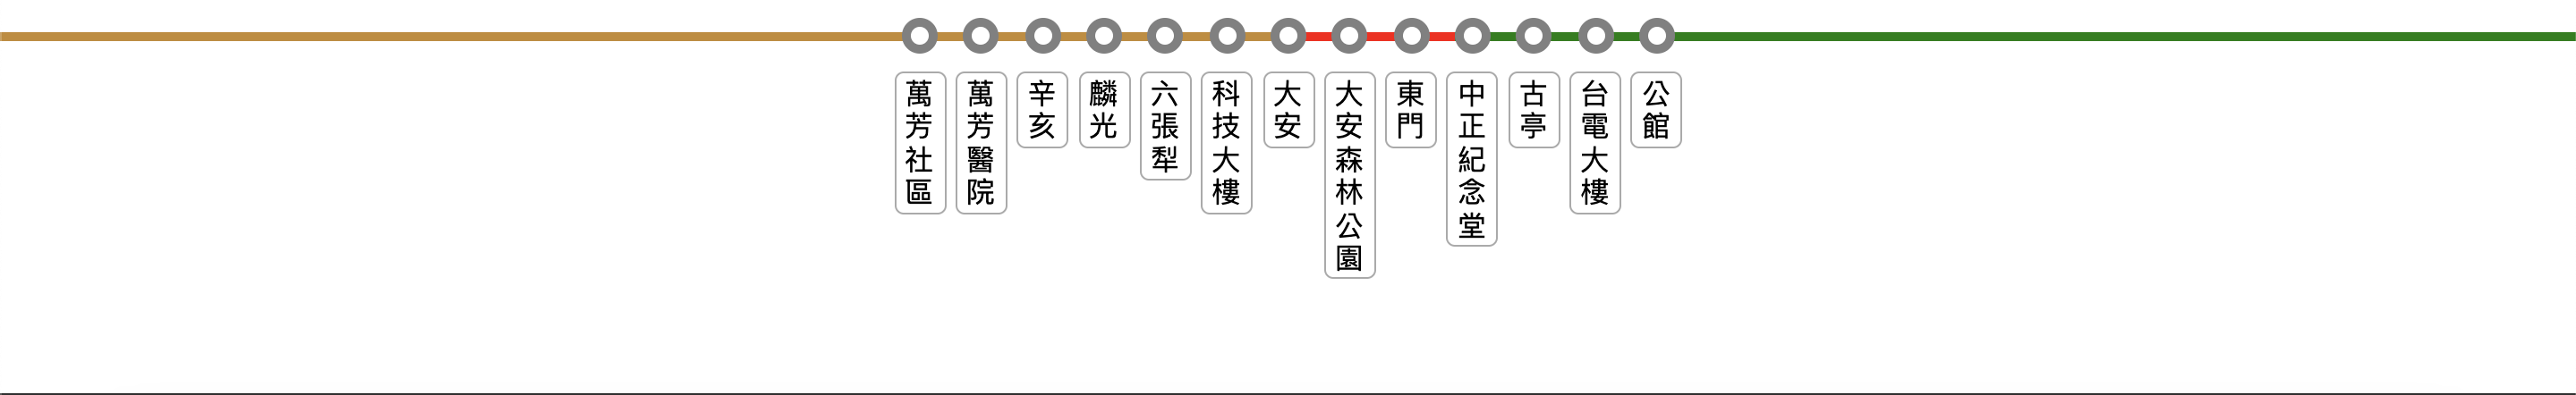 萬芳社區
萬芳醫院
辛亥
麟光
六張犁
科技大樓
大安
大安森林公園
東門
中正紀念堂
古亭
台電大樓
公館